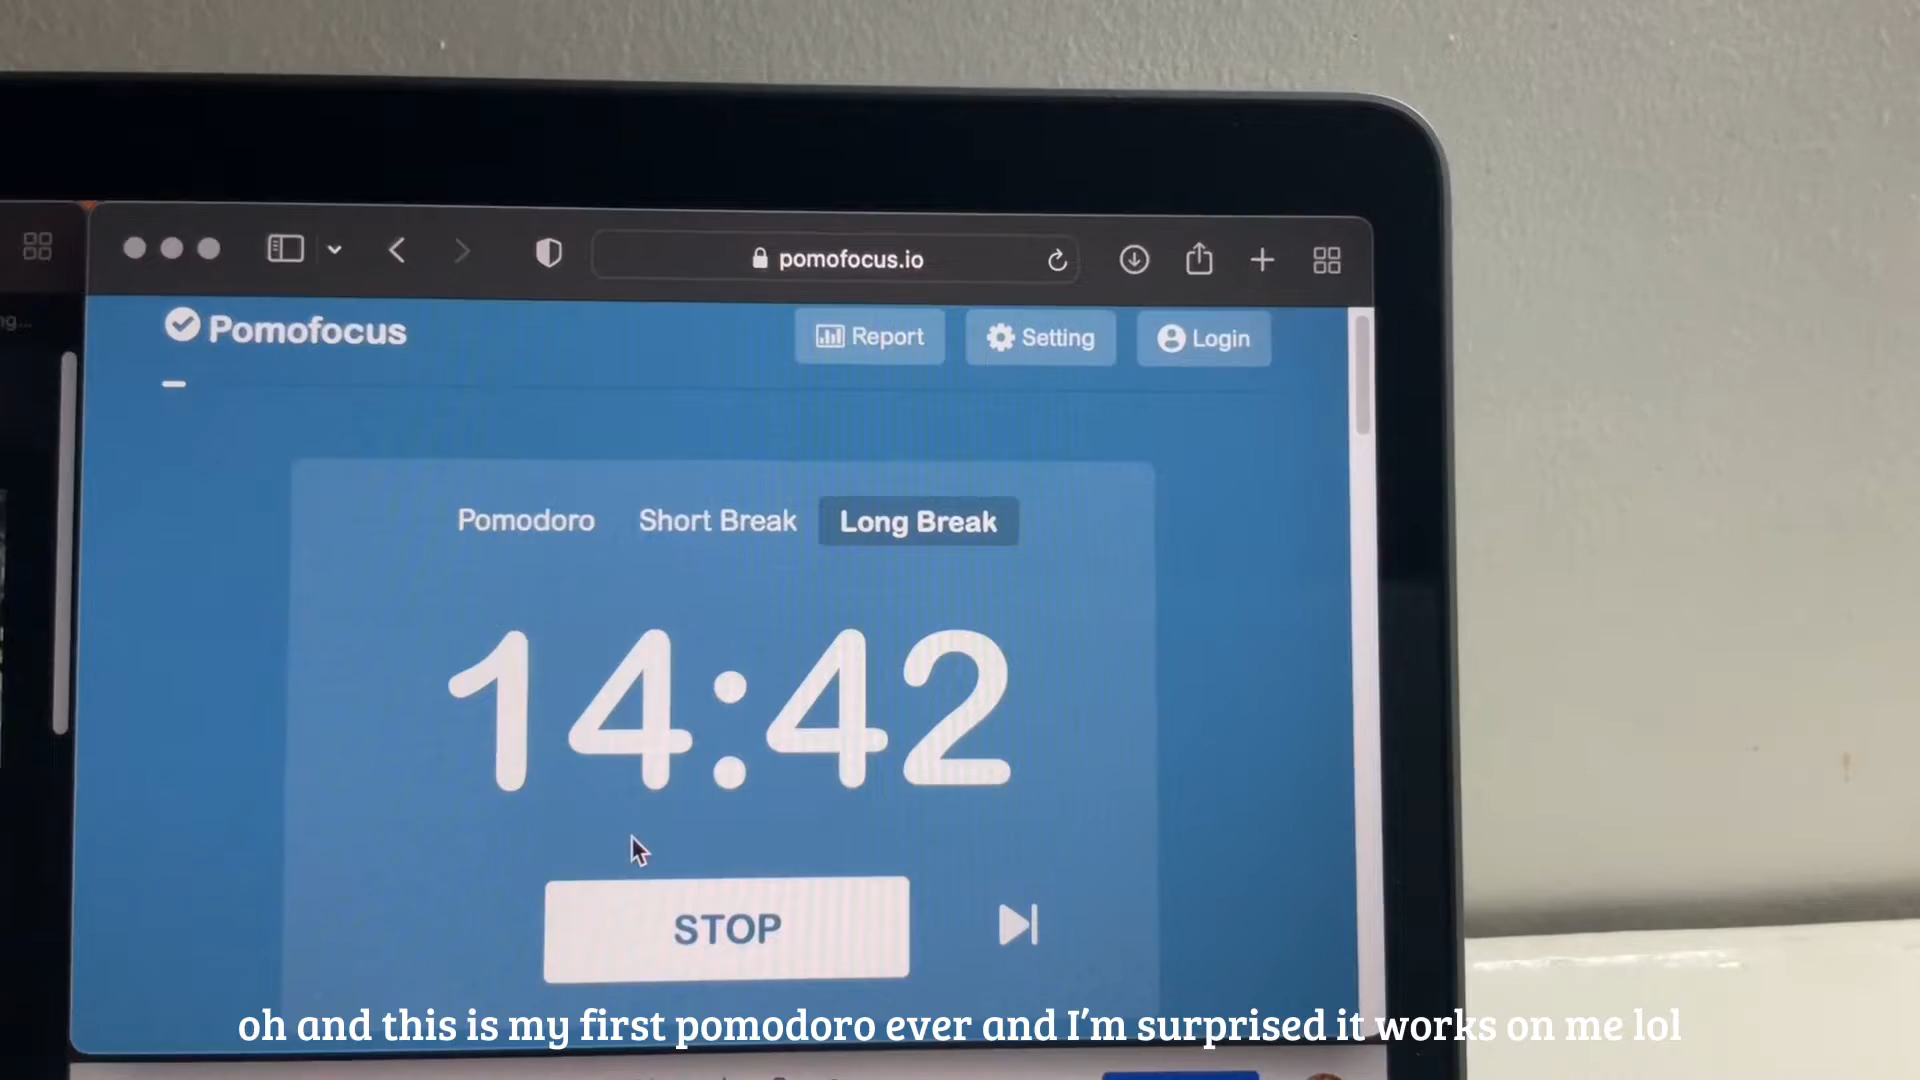 pomofocus.io
Pomofocus
Report
Setting
Login
Pomodoro
Short Break
Long Break
14:42
STOP
oh and this is my first pomodoro ever and I'm surprised it works on me lol